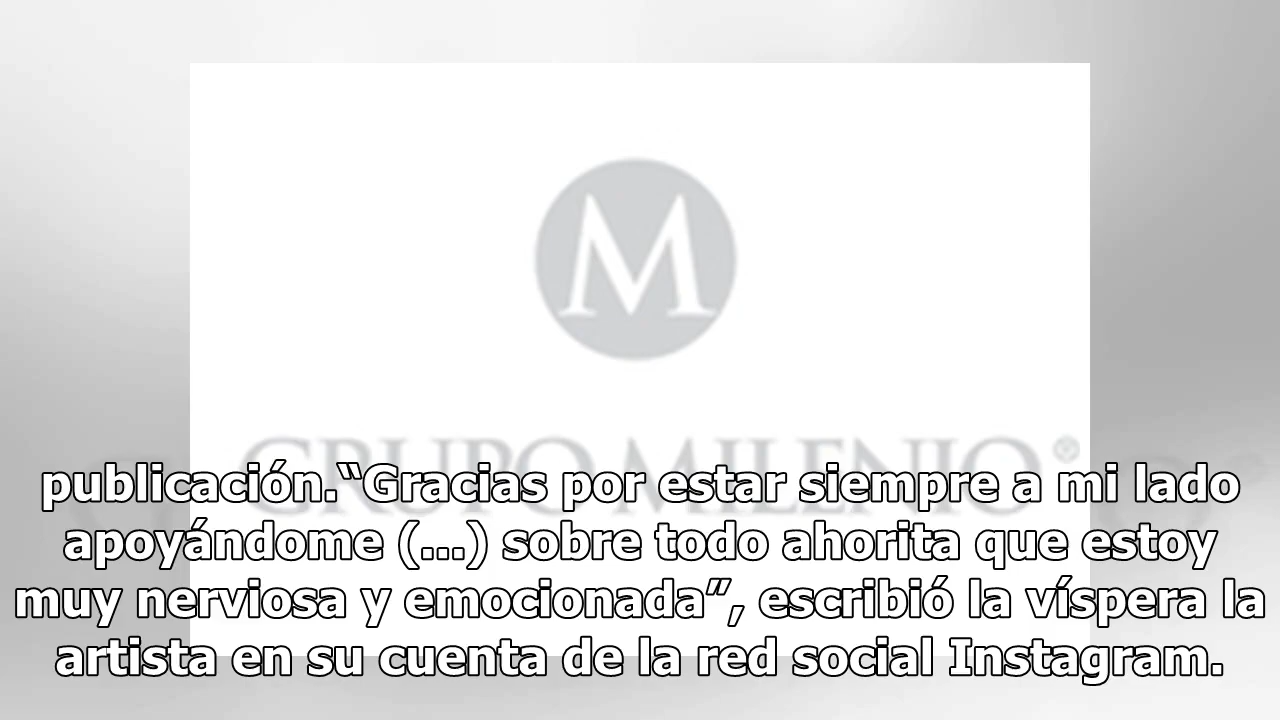 M
GRUPO MILENIO®
publicación.“Gracias por estar siempre a mi lado
apoyándome (...) sobre todo ahorita que estoy
muy nerviosa y emocionada”, escribió la víspera la
artista en su cuenta de la red social Instagram.